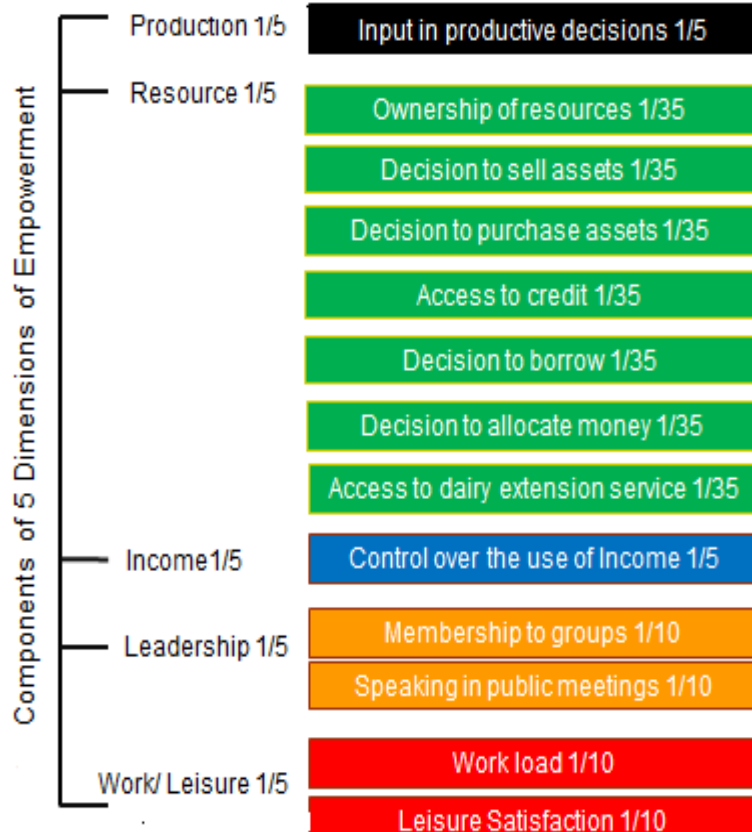 Components of 5 Dimensions of Empowerment
Production 1/5
Input in productive decisions 1/5
Resource 1/5
Ownership of resources 1/35
Decision to sell assets 1/35
Decision to purchase assets 1/35
Access to credit 1/35
Decision to borrow 1/35
Decision to allocate money 1/35
Access to dairy extension service 1/35
Income1/5
Control over the use of Income 1/5
Leadership 1/5
Membership to groups 1/10
Speaking in public meetings 1/10
Work/ Leisure 1/5
Work load 1/10
Leisure Satisfaction 1/10